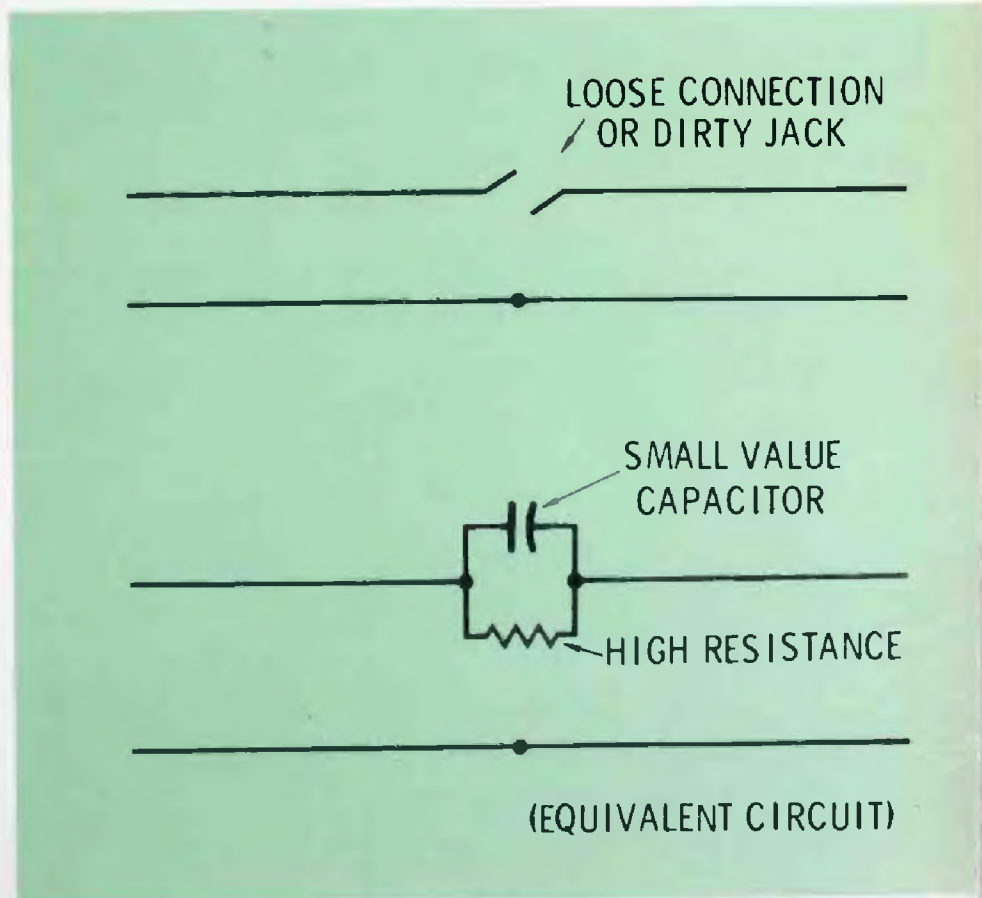 LOOSE CONNECTION
OR DIRTY JACK
SMALL VALUE
CAPACITOR
HIGH RESISTANCE
(EQUIVALENT CIRCUIT)